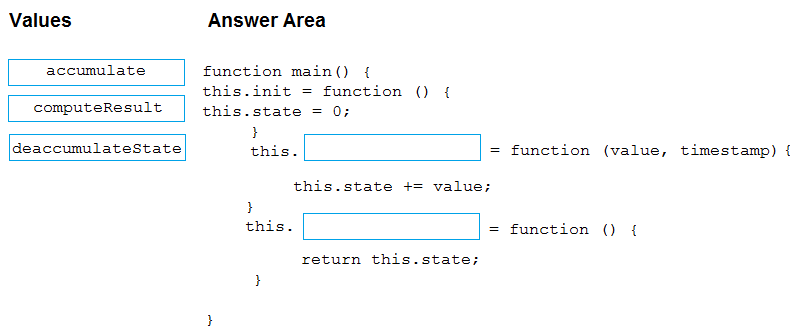 Values Answer Area
accumulate
computeResult
deaccumulateState
function main() {
this.init = function () {
this.state = 0;
}
this. = function (value, timestamp) {
this.state += value;
}
this. = function () {
return this.state;
}
}